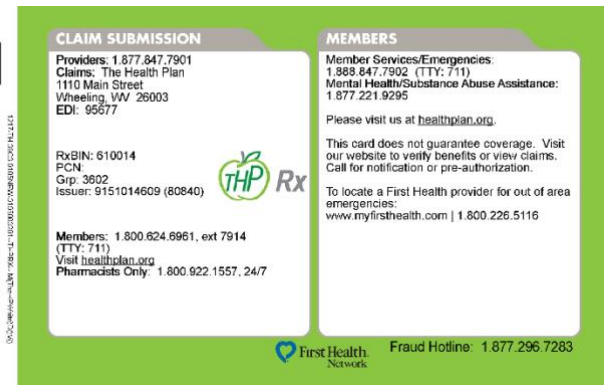 CLAIM SUBMISSION
Providers: 1.877.847.7901
Claims: The Health Plan
1110 Main Street
Wheeling, WV 26003
EDI: 95677
RxBIN: 610014
PCN:
Grp: 3602
Issuer: 9151014609 (80840)
THP Rx
Members: 1.800.624.6961, ext 7914
(TTY: 711)
Visit healthplan.org
Pharmacists Only: 1.800.922.1557, 24/7
MEMBERS
Member Services/Emergencies:
1.888.847.7902 (TTY: 711)
Mental Health/Substance Abuse Assistance:
1.877.221.9295
Please visit us at healthplan.org.
This card does not guarantee coverage. Visit
our website to verify benefits or view claims.
Call for notification or pre-authorization.
To locate a First Health provider for out of area
emergencies:
www.myfirsthealth.com | 1.800.226.5116
First Health.
Network
Fraud Hotline: 1.877.296.7283